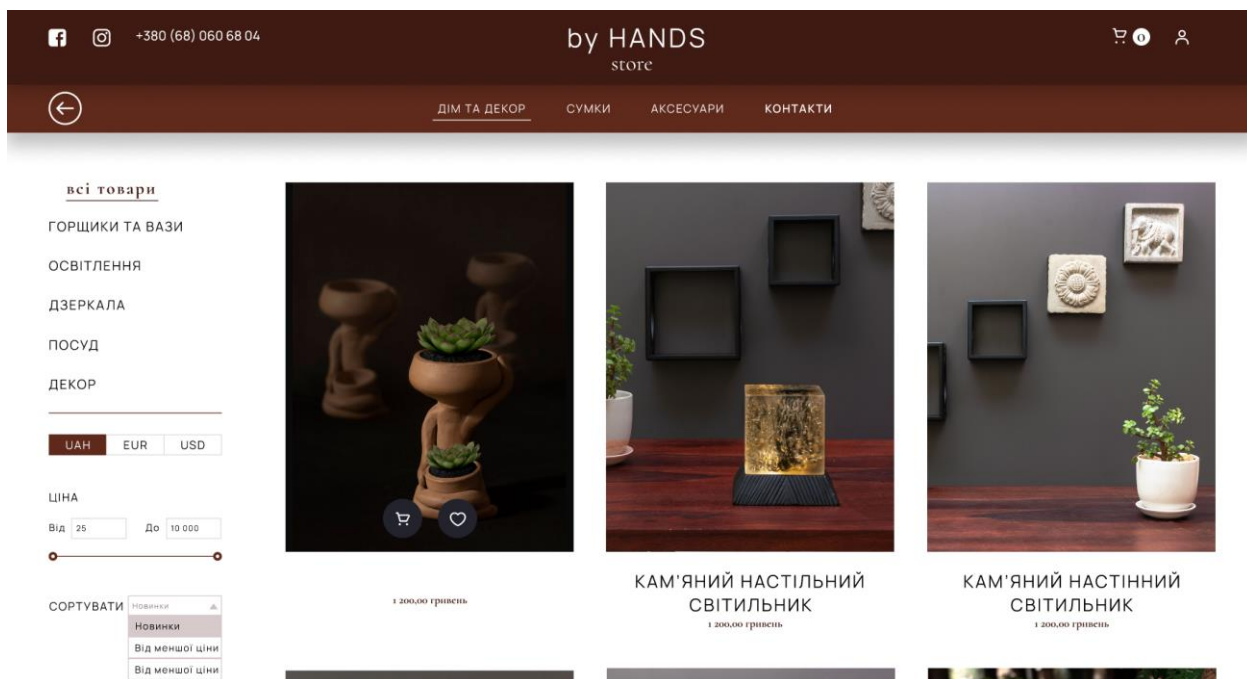 +380 (68) 060 68 04
by HANDS
store
0
ДІМ ТА ДЕКОР
СУМКИ
АКСЕСУАРИ
КОНТАКТИ
всі товари
ГОРЩИКИ ТА ВАЗИ
ОСВІТЛЕННЯ
ДЗЕРКАЛА
ПОСУД
ДЕКОР
UAH EUR USD
ЦІНА
Від 25 До 10 000
СОРТУВАТИ Новинки
Новинки
Від меншої ціни
Від меншої ціни
1 200,00 гривень
КАМ'ЯНИЙ НАСТІЛЬНИЙ
СВІТИЛЬНИК
1 200,00 гривень
КАМ'ЯНИЙ НАСТІННИЙ
СВІТИЛЬНИК
1 200,00 гривень